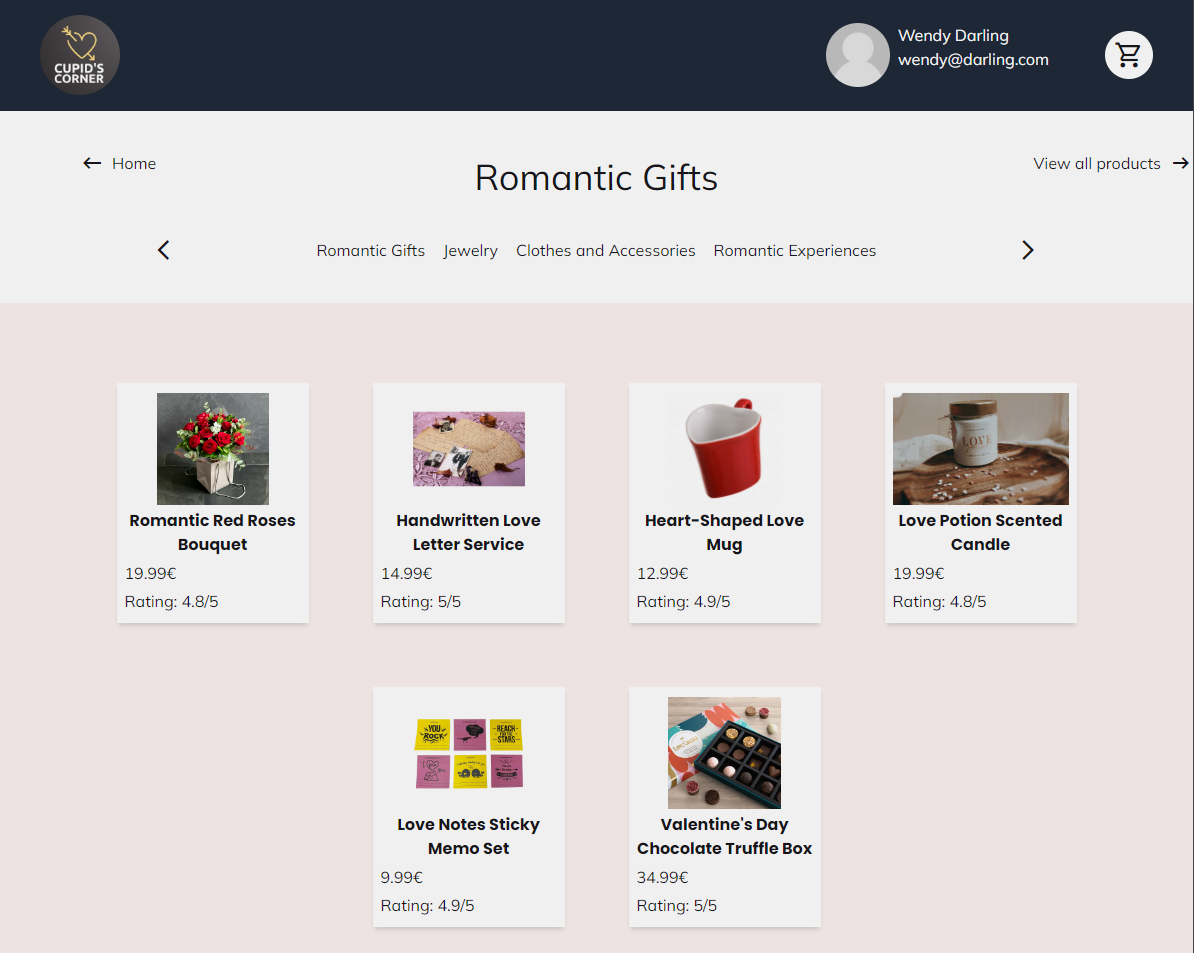 CUPID'S
CORNER
Wendy Darling
wendy@darling.com
Home
Romantic Gifts
View all products
Romantic Gifts Jewelry Clothes and Accessories Romantic Experiences
LOVE
Romantic Red Roses
Bouquet
19.99€
Rating: 4.8/5
Handwritten Love
Letter Service
14.99€
Rating: 5/5
Heart-Shaped Love
Mug
12.99€
Rating: 4.9/5
Love Potion Scented
Candle
19.99€
Rating: 4.8/5
YOU
ROCK
REACH
STARS
Love Notes Sticky
Memo Set
9.99€
Rating: 4.9/5
Valentine's Day
Chocolate Truffle Box
34.99€
Rating: 5/5